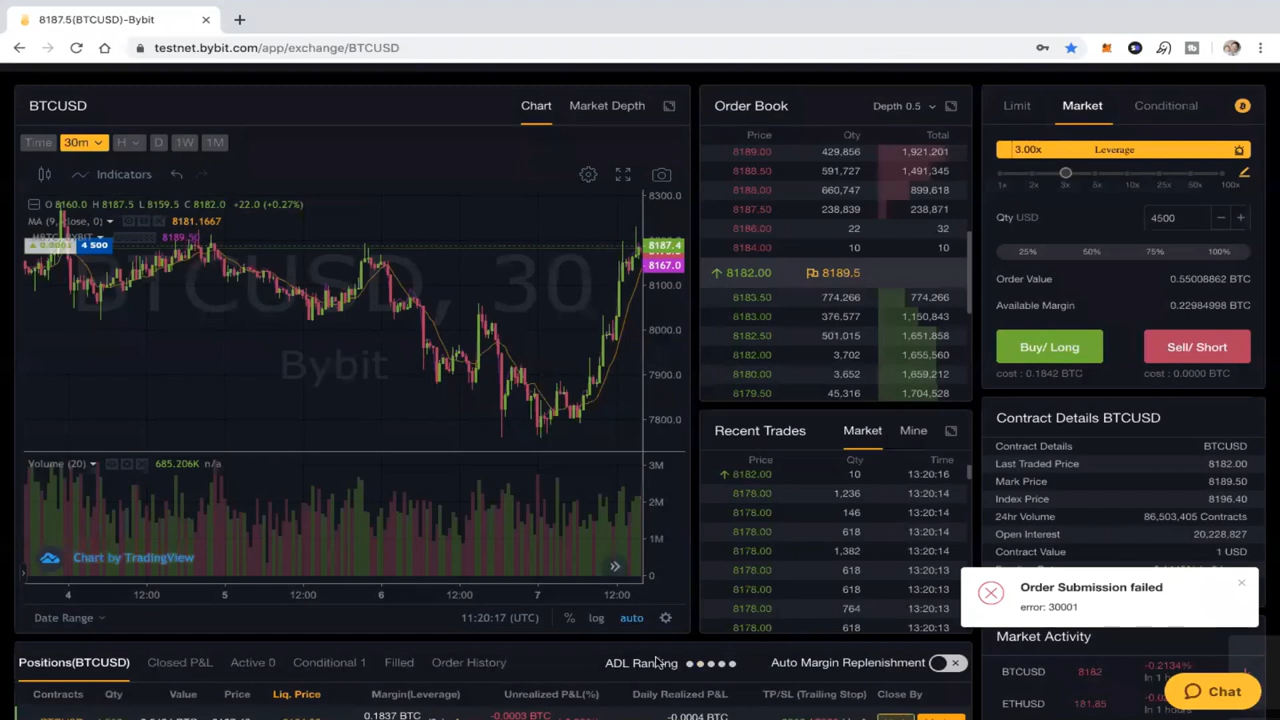 8187.5(BTCUSD)-Bybit
testnet.bybit.com/app/exchange/BTCUSD
BTCUSD
Chart
Market Depth
Time
30m
H
D
1W
1M
Indicators
O 8160.0 H 8187.5 L 8159.5 C 8182.0 +22.0 (+0.27%)
MA (9, close, 0) 8181.1667
4 500
8300.0
8187.4
8167.0
8100.0
8000.0
7900.0
7800.0
BTCUSD, 30
Bybit
Volume (20) 685.206K n/a
3M
2M
1M
0
Chart by TradingView
4 12:00 5 12:00 6 12:00 7 12:00
Date Range
11:20:17 (UTC)
% log auto
Order Book
Depth 0.5
Price Qty Total
8189.00 429,856 1,921,201
8188.50 591,727 1,491,345
8188.00 660,747 899,618
8187.50 238,839 238,871
8186.00 22 32
8184.00 10 10
8182.00 8189.5
8183.50 774,266 774,266
8183.00 376,577 1,150,843
8182.50 501,015 1,651,858
8182.00 3,702 1,655,560
8180.00 3,652 1,659,212
8179.50 45,316 1,704,528
Recent Trades
Market
Mine
Price Qty Time
8182.00 10 13:20:16
8178.00 1,236 13:20:14
8178.00 146 13:20:14
8178.00 618 13:20:14
8178.00 1,382 13:20:14
8178.00 618 13:20:13
8178.00 764 13:20:13
8178.00 618 13:20:13
Limit
Market
Conditional
3.00x Leverage
1x 2x 3x 5x 10x 25x 50x 100x
Qty USD 4500
25% 50% 75% 100%
Order Value 0.55008862 BTC
Available Margin 0.22984998 BTC
Buy/ Long
Sell/ Short
cost : 0.1842 BTC
cost : 0.0000 BTC
Contract Details BTCUSD
Contract Details BTCUSD
Last Traded Price 8182.00
Mark Price 8189.50
Index Price 8196.40
24hr Volume 86,503,405 Contracts
Open Interest 20,228,827
Contract Value 1 USD
Order Submission failed
error: 30001
Market Activity
BTCUSD 8182 -0.2134%
In 1 hours
ETHUSD 181.85
Chat
Positions(BTCUSD)
Closed P&L
Active 0
Conditional 1
Filled
Order History
ADL Ranking
Auto Margin Replenishment
Contracts Qty Value Price Liq. Price Margin(Leverage) Unrealized P&L(%) Daily Realized P&L TP/SL (Trailing Stop) Close By
0.1837 BTC -0.0003 BTC -0.0004 BTC